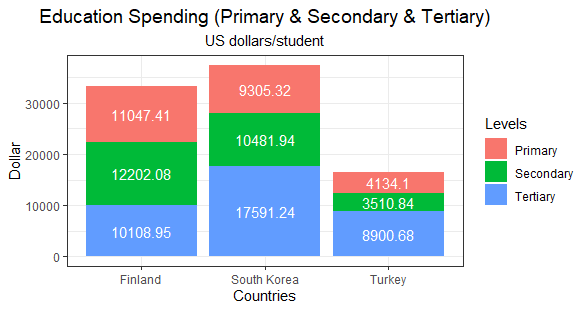 Education Spending (Primary & Secondary & Tertiary)
US dollars/student
Dollar
30000
20000
10000
0
11047.41
12202.08
10108.95
9305.32
10481.94
17591.24
4134.1
3510.84
8900.68
Finland
South Korea
Turkey
Countries
Levels
Primary
Secondary
Tertiary